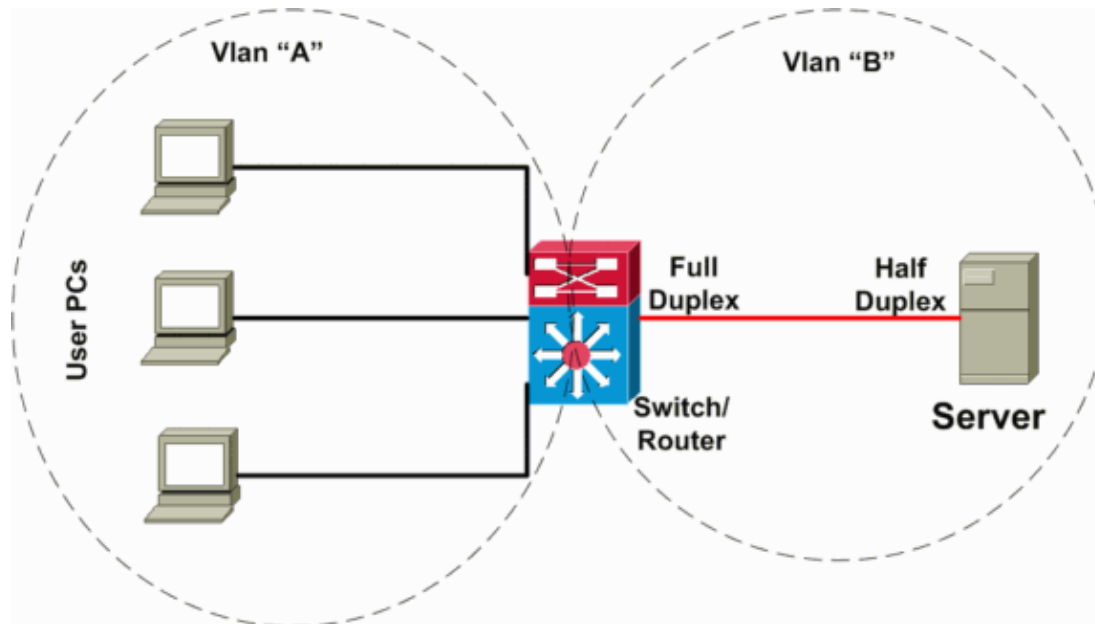 Vlan “A”
Vlan “B”
User PCs
Full
Duplex
Half
Duplex
Switch/
Router
Server